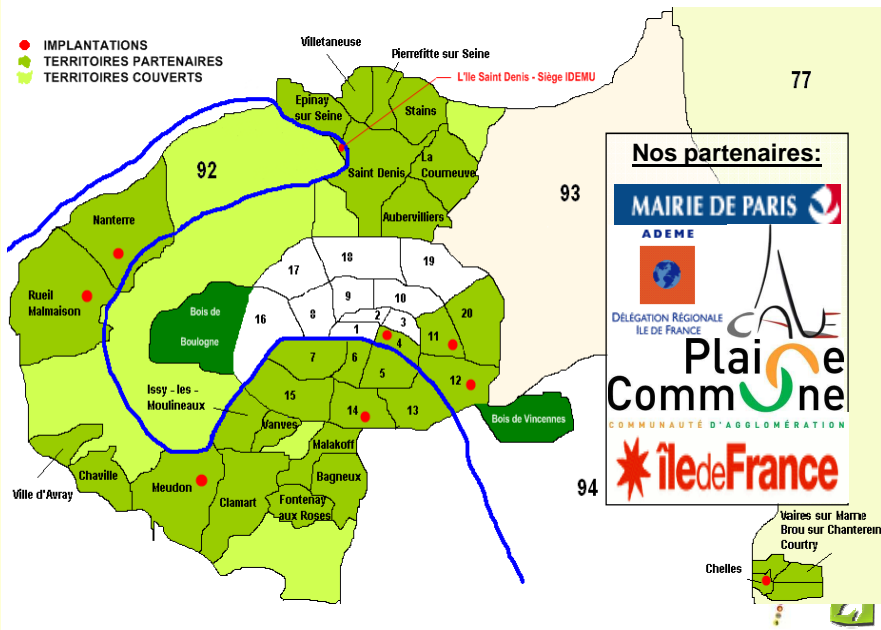 IMPLANTATIONS
TERRITOIRES PARTENAIRES
TERRITOIRES COUVERTS
Villetaneuse
Pierrefitte sur Seine
L'Ile Saint Denis - Siège IDEMU
Epinay
sur Seine
Stains
77
92
Saint Denis
La
Courneuve
Aubervilliers
93
Nanterre
Rueil
Malmaison
Bois de
Boulogne
18
17
19
9
10
16
8
2
3
1
4
20
11
7
6
5
12
15
14
13
Issy - les -
Moulineaux
Vanves
Malakoff
Bois de Vincennes
Ville d'Avray
Chaville
Meudon
Clamart
Bagneux
Fontenay
aux Roses
94
Nos partenaires:
MAIRIE DE PARIS
ADEME
DÉLÉGATION RÉGIONALE
ILE DE FRANCE
CAUE
Plaine
Commune
COMMUNAUTÉ D'AGGLOMÉRATION
îledeFrance
Vaires sur Marne
Brou sur Chanterein
Courtry
Chelles